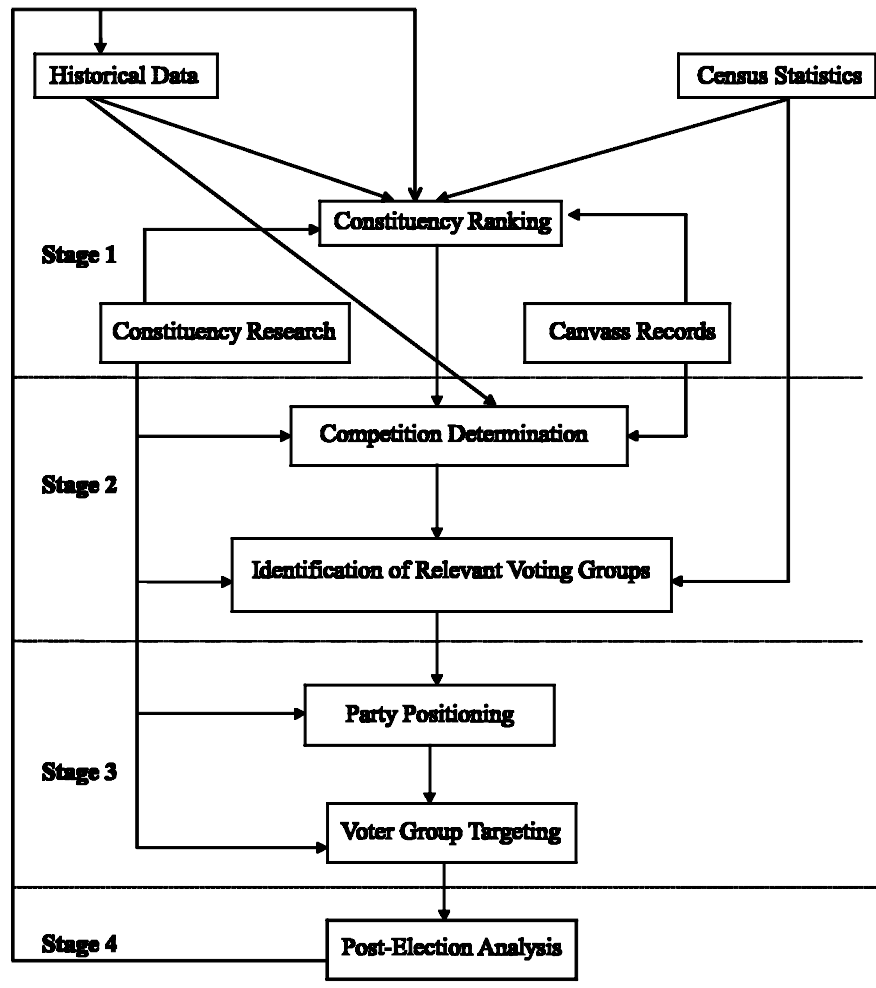 Historical Data
Census Statistics
Constituency Ranking
Stage 1
Constituency Research
Canvass Records
Competition Determination
Stage 2
Identification of Relevant Voting Groups
Party Positioning
Stage 3
Voter Group Targeting
Stage 4
Post-Election Analysis